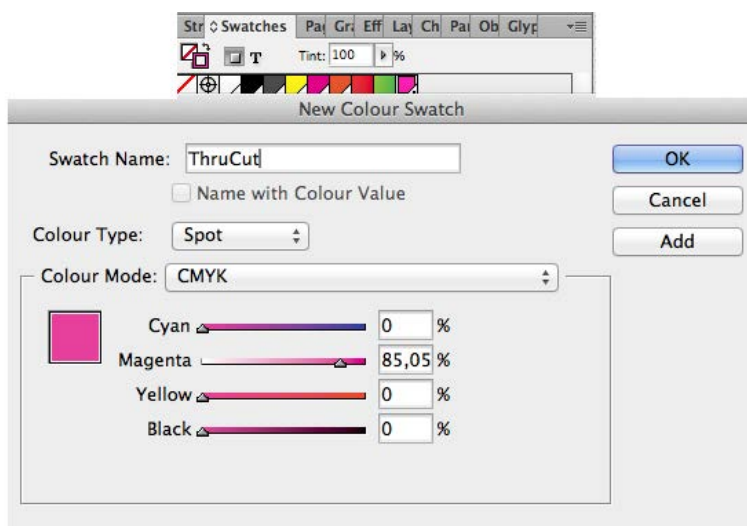 Str Swatches Pa Gra Eff Lay Ch Pai Ob Glyp
T Tint: 100 %
New Colour Swatch
Swatch Name: ThruCut OK
Name with Colour Value Cancel
Colour Type: Spot Add
Colour Mode: CMYK
Cyan 0 %
Magenta 85,05 %
Yellow 0 %
Black 0 %